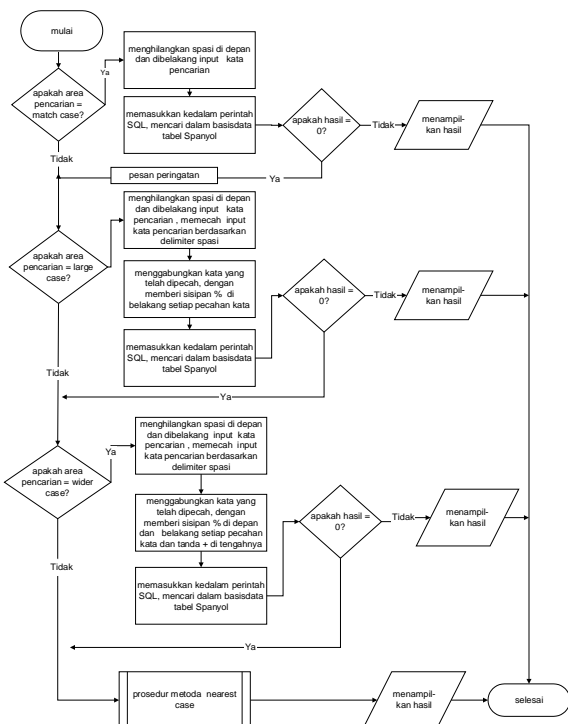 mulai
menghilangkan spasi di depan
dan dibelakang input kata
pencarian
Ya
apakah area
pencarian =
match case?
memasukkan kedalam perintah
SQL, mencari dalam basisdata
tabel Spanyol
apakah hasil =
0?
Tidak
menampil-
kan hasil
Tidak
pesan peringatan
Ya
menghilangkan spasi di depan
dan dibelakang input kata
pencarian , memecah input
kata pencarian berdasarkan
delimiter spasi
apakah area
pencarian = large
case?
menggabungkan kata yang
telah dipecah, dengan
memberi sisipan % di
belakang setiap pecahan kata
apakah hasil =
0?
Tidak
menampil-
kan hasil
memasukkan kedalam perintah
SQL, mencari dalam basisdata
tabel Spanyol
Tidak
Ya
menghilangkan spasi di depan
dan dibelakang input kata
pencarian , memecah input
kata pencarian berdasarkan
delimiter spasi
Ya
apakah area
pencarian = wider
case?
menggabungkan kata yang
telah dipecah, dengan
memberi sisipan % di depan
dan belakang setiap pecahan
kata dan tanda + di tengahnya
apakah hasil =
0?
Tidak
menampil-
kan hasil
Tidak
memasukkan kedalam perintah
SQL, mencari dalam basisdata
tabel Spanyol
Ya
prosedur metoda nearest
case
menampil-
kan hasil
selesai